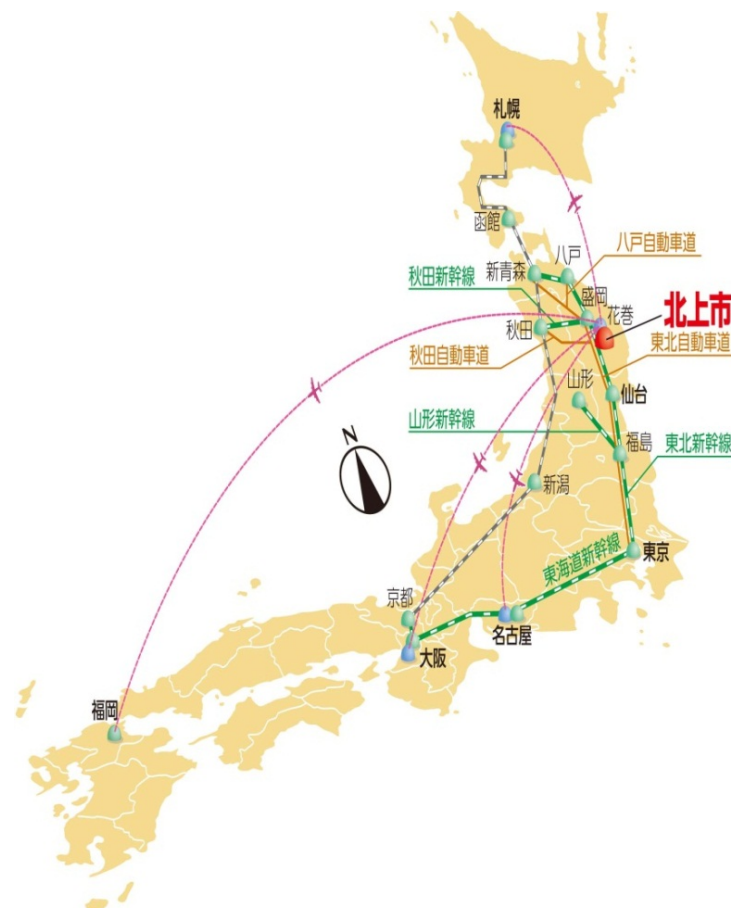 札幌
函館
八戸自動車道
八戸
新青森
秋田新幹線
盛岡
花巻
北上市
秋田
東北自動車道
秋田自動車道
山形
仙台
山形新幹線
福島
東北新幹線
N
新潟
東京
東海道新幹線
京都
名古屋
大阪
福岡